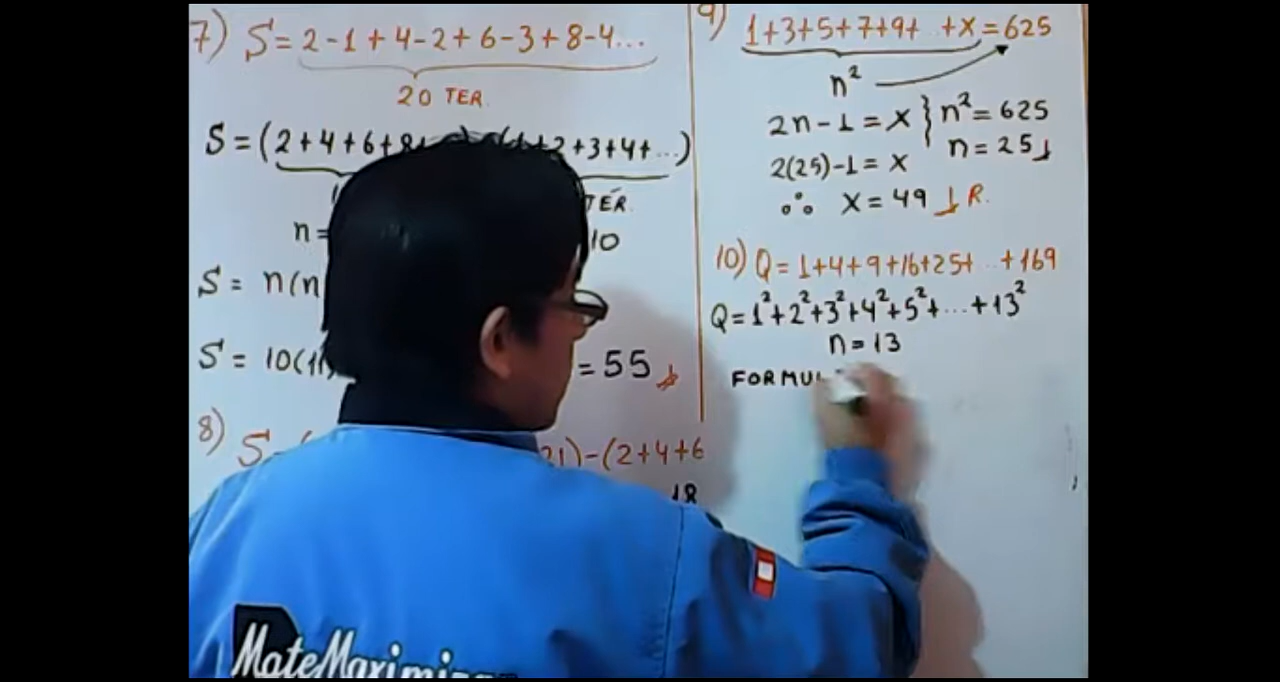 7) S = 2 - 1 + 4 - 2 + 6 - 3 + 8 - 4 ...
20 TER.
S = (2 + 4 + 6 + 8 + 2 + 3 + 4 + ...)
TÉR.
n = 10
S = n(n
S = 10(11 = 55
8) S 21) - (2 + 4 + 6
18
9) 1 + 3 + 5 + 7 + 9 + .. + x = 625
n²
2n - 1 = x } n² = 625
2(25) - 1 = x n = 25
∴ x = 49 R.
10) Q = 1 + 4 + 9 + 16 + 25 + ... + 169
Q = 1² + 2² + 3² + 4² + 5² + ... + 13²
n = 13
FORMU
MateMaximiza